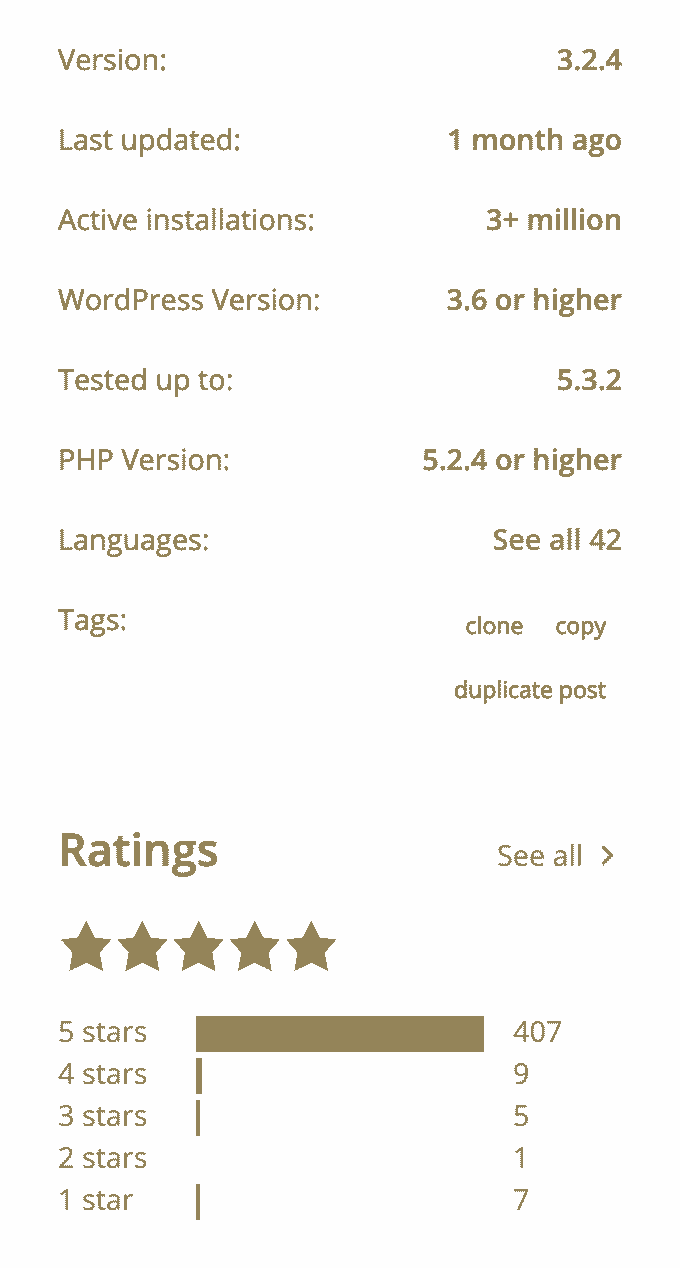 Version: 3.2.4
Last updated: 1 month ago
Active installations: 3+ million
WordPress Version: 3.6 or higher
Tested up to: 5.3.2
PHP Version: 5.2.4 or higher
Languages: See all 42
Tags: clone copy
duplicate post
Ratings See all
5 stars 407
4 stars 9
3 stars 5
2 stars 1
1 star 7